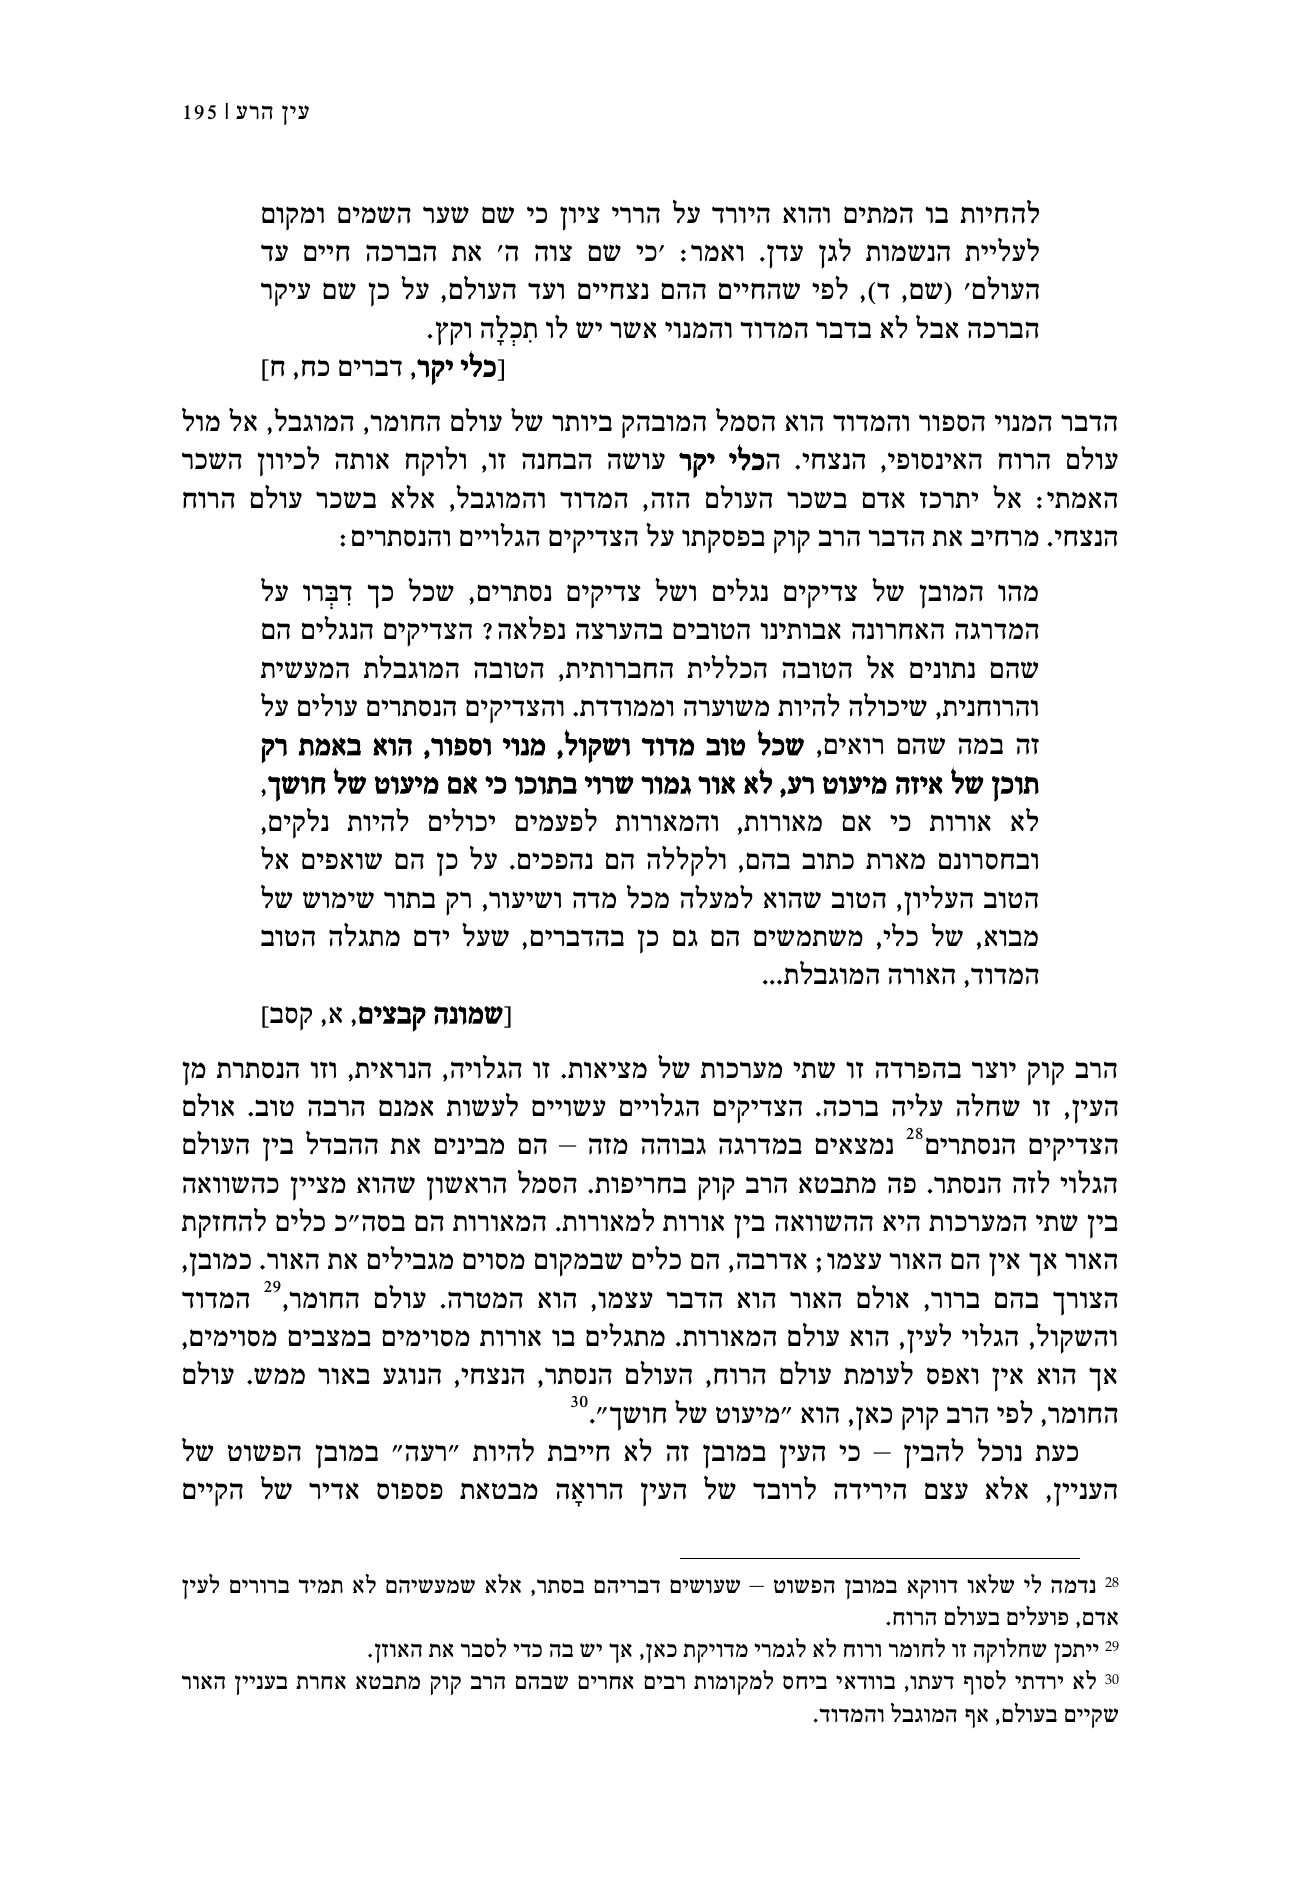 עין הרע | 195
להחיות בו המתים והוא היורד על הררי ציון כי שם שער השמים ומקום
לעליית הנשמות לגן עדן. ואמר: 'כי שם צוה ה' את הברכה חיים עד
העולם' (שם, ד), לפי שהחיים ההם נצחיים ועד העולם, על כן שם עיקר
הברכה אבל לא בדבר המדוד והמנוי אשר יש לו תִכְלָה וקץ.
[כלי יקר, דברים כח, ח]
הדבר המנוי הספור והמדוד הוא הסמל המובהק ביותר של עולם החומר, המוגבל, אל מול
עולם הרוח האינסופי, הנצחי. הכלי יקר עושה הבחנה זו, ולוקח אותה לכיוון השכר
האמתי: אל יתרכז אדם בשכר העולם הזה, המדוד והמוגבל, אלא בשכר עולם הרוח
הנצחי. מרחיב את הדבר הרב קוק בפסקתו על הצדיקים הגלויים והנסתרים:
מהו המובן של צדיקים נגלים ושל צדיקים נסתרים, שכל כך דִבְּרו על
המדרגה האחרונה אבותינו הטובים בהערצה נפלאה? הצדיקים הנגלים הם
שהם נתונים אל הטובה הכללית החברותית, הטובה המוגבלת המעשית
והרוחנית, שיכולה להיות משוערה וממודדת. והצדיקים הנסתרים עולים על
זה במה שהם רואים, שכל טוב מדוד ושקול, מנוי וספור, הוא באמת רק
תוכן של איזה מיעוט רע, לא אור גמור שרוי בתוכו כי אם מיעוט של חושך,
לא אורות כי אם מאורות, והמאורות לפעמים יכולים להיות נלקים,
ובחסרונם מארת כתוב בהם, ולקללה הם נהפכים. על כן הם שואפים אל
הטוב העליון, הטוב שהוא למעלה מכל מדה ושיעור, רק בתור שימוש של
מבוא, של כלי, משתמשים הם גם כן בהדברים, שעל ידם מתגלה הטוב
המדוד, האורה המוגבלת...
[שמונה קבצים, א, קסב]
הרב קוק יוצר בהפרדה זו שתי מערכות של מציאות. זו הגלויה, הנראית, וזו הנסתרת מן
העין, זו שחלה עליה ברכה. הצדיקים הגלויים עשויים לעשות אמנם הרבה טוב. אולם
הצדיקים הנסתרים28 נמצאים במדרגה גבוהה מזה – הם מבינים את ההבדל בין העולם
הגלוי לזה הנסתר. פה מתבטא הרב קוק בחריפות. הסמל הראשון שהוא מציין כהשוואה
בין שתי המערכות היא ההשוואה בין אורות למאורות. המאורות הם בסה"כ כלים להחזקת
האור אך אין הם האור עצמו; אדרבה, הם כלים שבמקום מסוים מגבילים את האור. כמובן,
הצורך בהם ברור, אולם האור הוא הדבר עצמו, הוא המטרה. עולם החומר,29 המדוד
והשקול, הגלוי לעין, הוא עולם המאורות. מתגלים בו אורות מסוימים במצבים מסוימים,
אך הוא אין ואפס לעומת עולם הרוח, העולם הנסתר, הנצחי, הנוגע באור ממש. עולם
החומר, לפי הרב קוק כאן, הוא "מיעוט של חושך".30
כעת נוכל להבין – כי העין במובן זה לא חייבת להיות "רעה" במובן הפשוט של
העניין, אלא עצם הירידה לרובד של העין הרואָה מבטאת פספוס אדיר של הקיים
28 נדמה לי שלאו דווקא במובן הפשוט – שעושים דבריהם בסתר, אלא שמעשיהם לא תמיד ברורים לעין
אדם, פועלים בעולם הרוח.
29 ייתכן שחלוקה זו לחומר ורוח לא לגמרי מדויקת כאן, אך יש בה כדי לסבר את האוזן.
30 לא ירדתי לסוף דעתו, בוודאי ביחס למקומות רבים אחרים שבהם הרב קוק מתבטא אחרת בעניין האור
שקיים בעולם, אף המוגבל והמדוד.